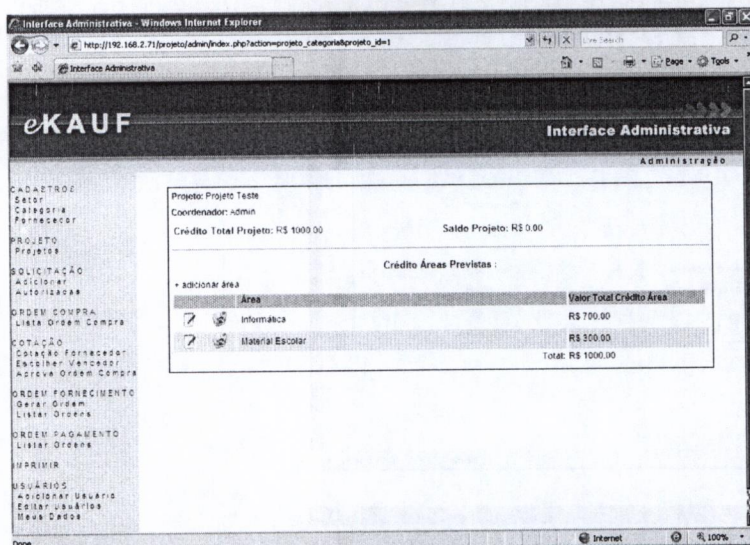 Interface Administrativa - Windows Internet Explorer
http://192.168.2.71/projeto/admin/index.php?action=projeto_categoria&projeto_id=1
Live Search
Interface Administrativa
Page
Tools
eKAUF
Interface Administrativa
Administração
CADASTROS
Setor
Categoria
Fornecedor
PROJETO
Projetos
SOLICITAÇÃO
Adicionar
Autorizadas
ORDEM COMPRA
Lista Ordem Compra
COTAÇÃO
Cotação Fornecedor
Escolher Vencedor
Aprova Ordem Compra
ORDEM FORNECIMENTO
Gerar Ordem
Listar Ordens
ORDEM PAGAMENTO
Listar Ordens
IMPRIMIR
USUÁRIOS
Adicionar Usuário
Editar Usuários
Meus Dados
Projeto: Projeto Teste
Coordenador: Admin
Crédito Total Projeto: R$ 1000.00 Saldo Projeto: R$ 0.00
Crédito Áreas Previstas :
+ adicionar área
Área Valor Total Crédito Área
Informática R$ 700.00
Material Escolar R$ 300.00
Total: R$ 1000.00
Done
Internet
100%